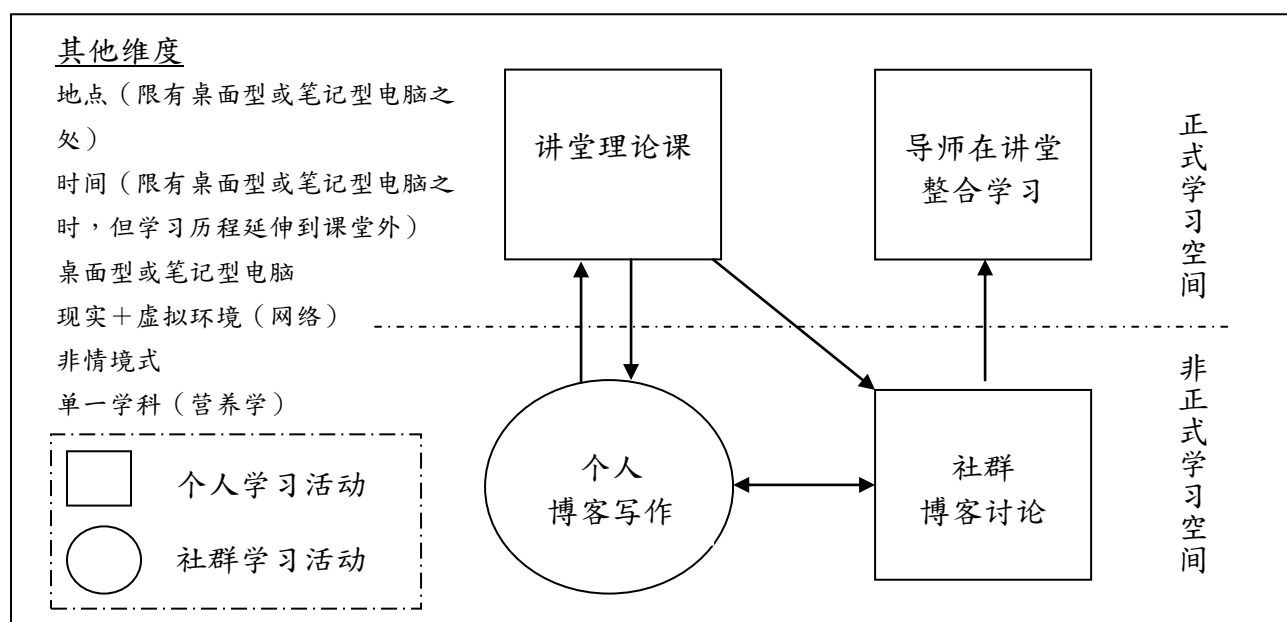 其他维度
地点（限有桌面型或笔记型电脑之
处）
时间（限有桌面型或笔记型电脑之
时，但学习历程延伸到课堂外）
桌面型或笔记型电脑
现实＋虚拟环境（网络）
非情境式
单一学科（营养学）
个人学习活动
社群学习活动
讲堂理论课
导师在讲堂
整合学习
个人
博客写作
社群
博客讨论
正式学习空间
非正式学习空间